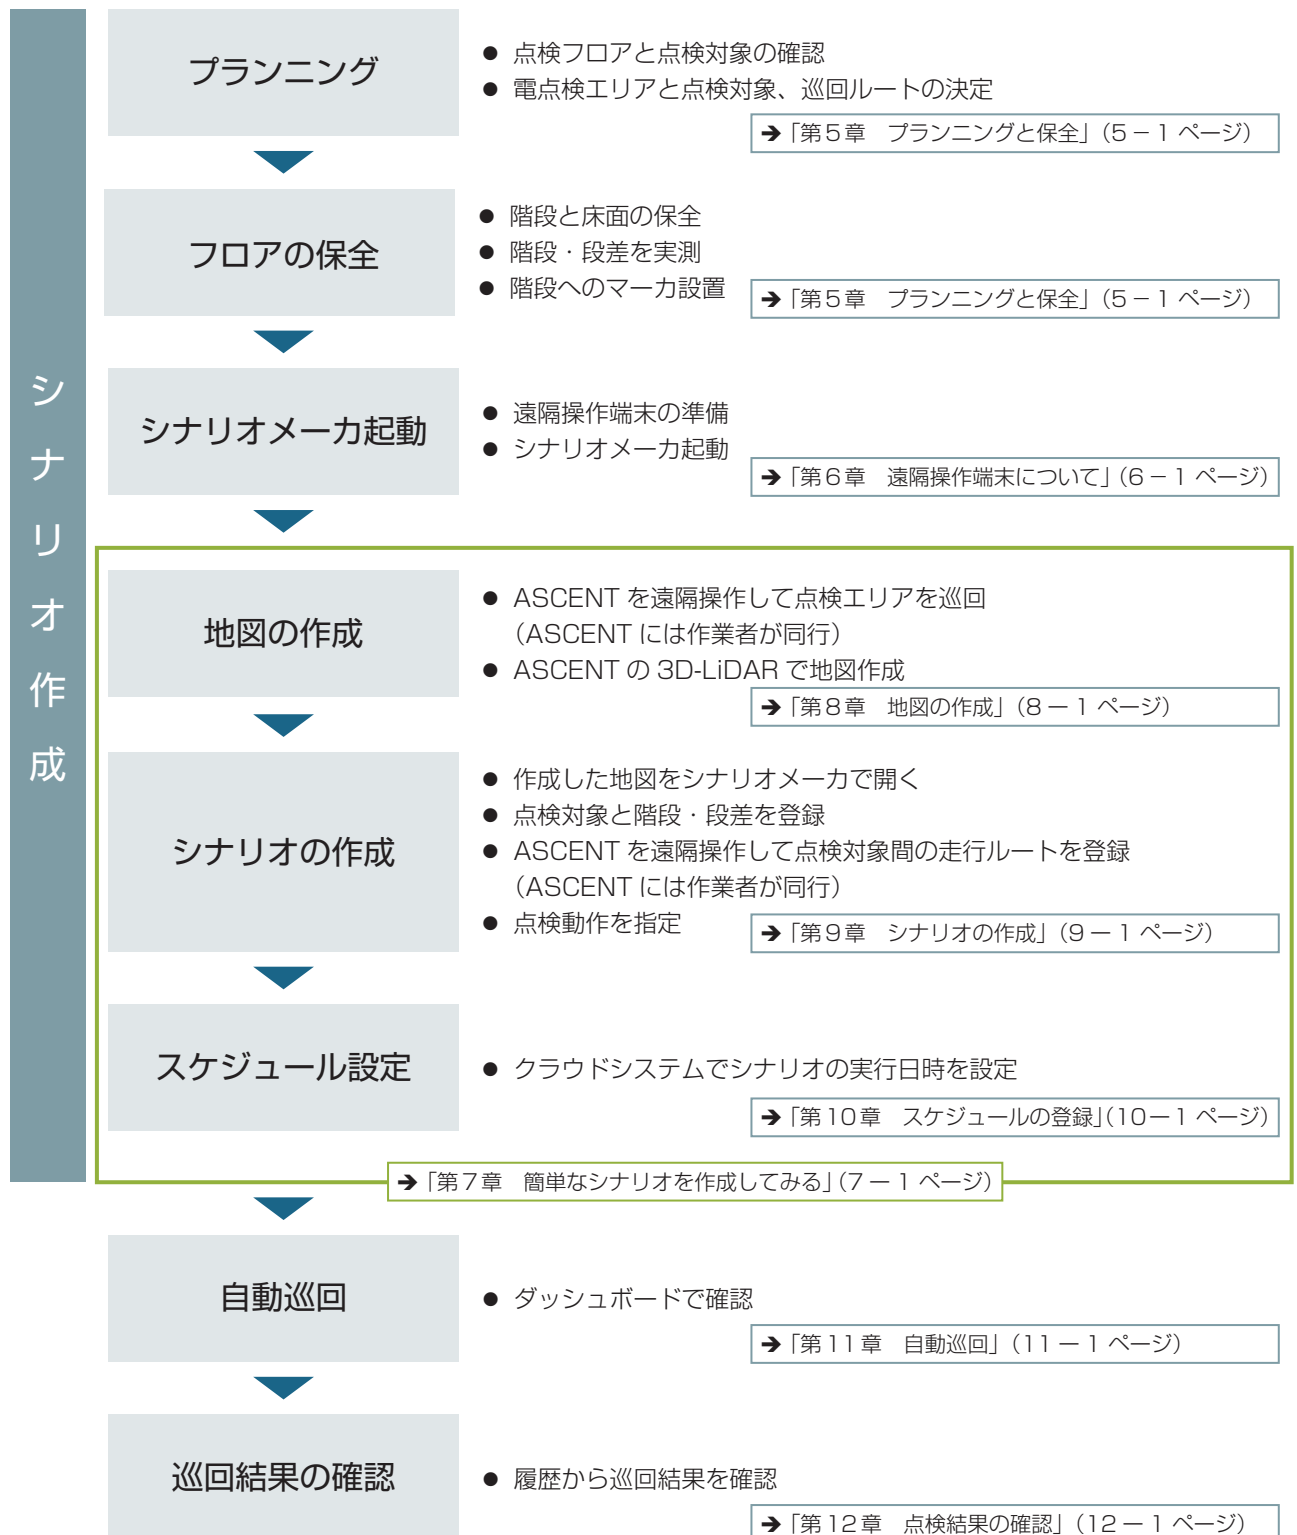 シナリオ作成
プランニング
● 点検フロアと点検対象の確認
● 電点検エリアと点検対象、巡回ルートの決定
➔「第5章　プランニングと保全」（5 − 1 ページ）
フロアの保全
● 階段と床面の保全
● 階段・段差を実測
● 階段へのマーカ設置
➔「第5章　プランニングと保全」（5 − 1 ページ）
シナリオメーカ起動
● 遠隔操作端末の準備
● シナリオメーカ起動
➔「第6章　遠隔操作端末について」（6 − 1 ページ）
地図の作成
● ASCENT を遠隔操作して点検エリアを巡回
（ASCENT には作業者が同行）
● ASCENT の 3D-LiDAR で地図作成
➔「第8章　地図の作成」（8 ー 1 ページ）
シナリオの作成
● 作成した地図をシナリオメーカで開く
● 点検対象と階段・段差を登録
● ASCENT を遠隔操作して点検対象間の走行ルートを登録
（ASCENT には作業者が同行）
● 点検動作を指定
➔「第9章　シナリオの作成」（9 ー 1 ページ）
スケジュール設定
● クラウドシステムでシナリオの実行日時を設定
➔「第10章　スケジュールの登録」（10ー 1 ページ）
➔「第7章　簡単なシナリオを作成してみる」（7 ー 1 ページ）
自動巡回
● ダッシュボードで確認
➔「第11章　自動巡回」（11 ー 1 ページ）
巡回結果の確認
● 履歴から巡回結果を確認
➔「第12章　点検結果の確認」（12 ー 1 ページ）